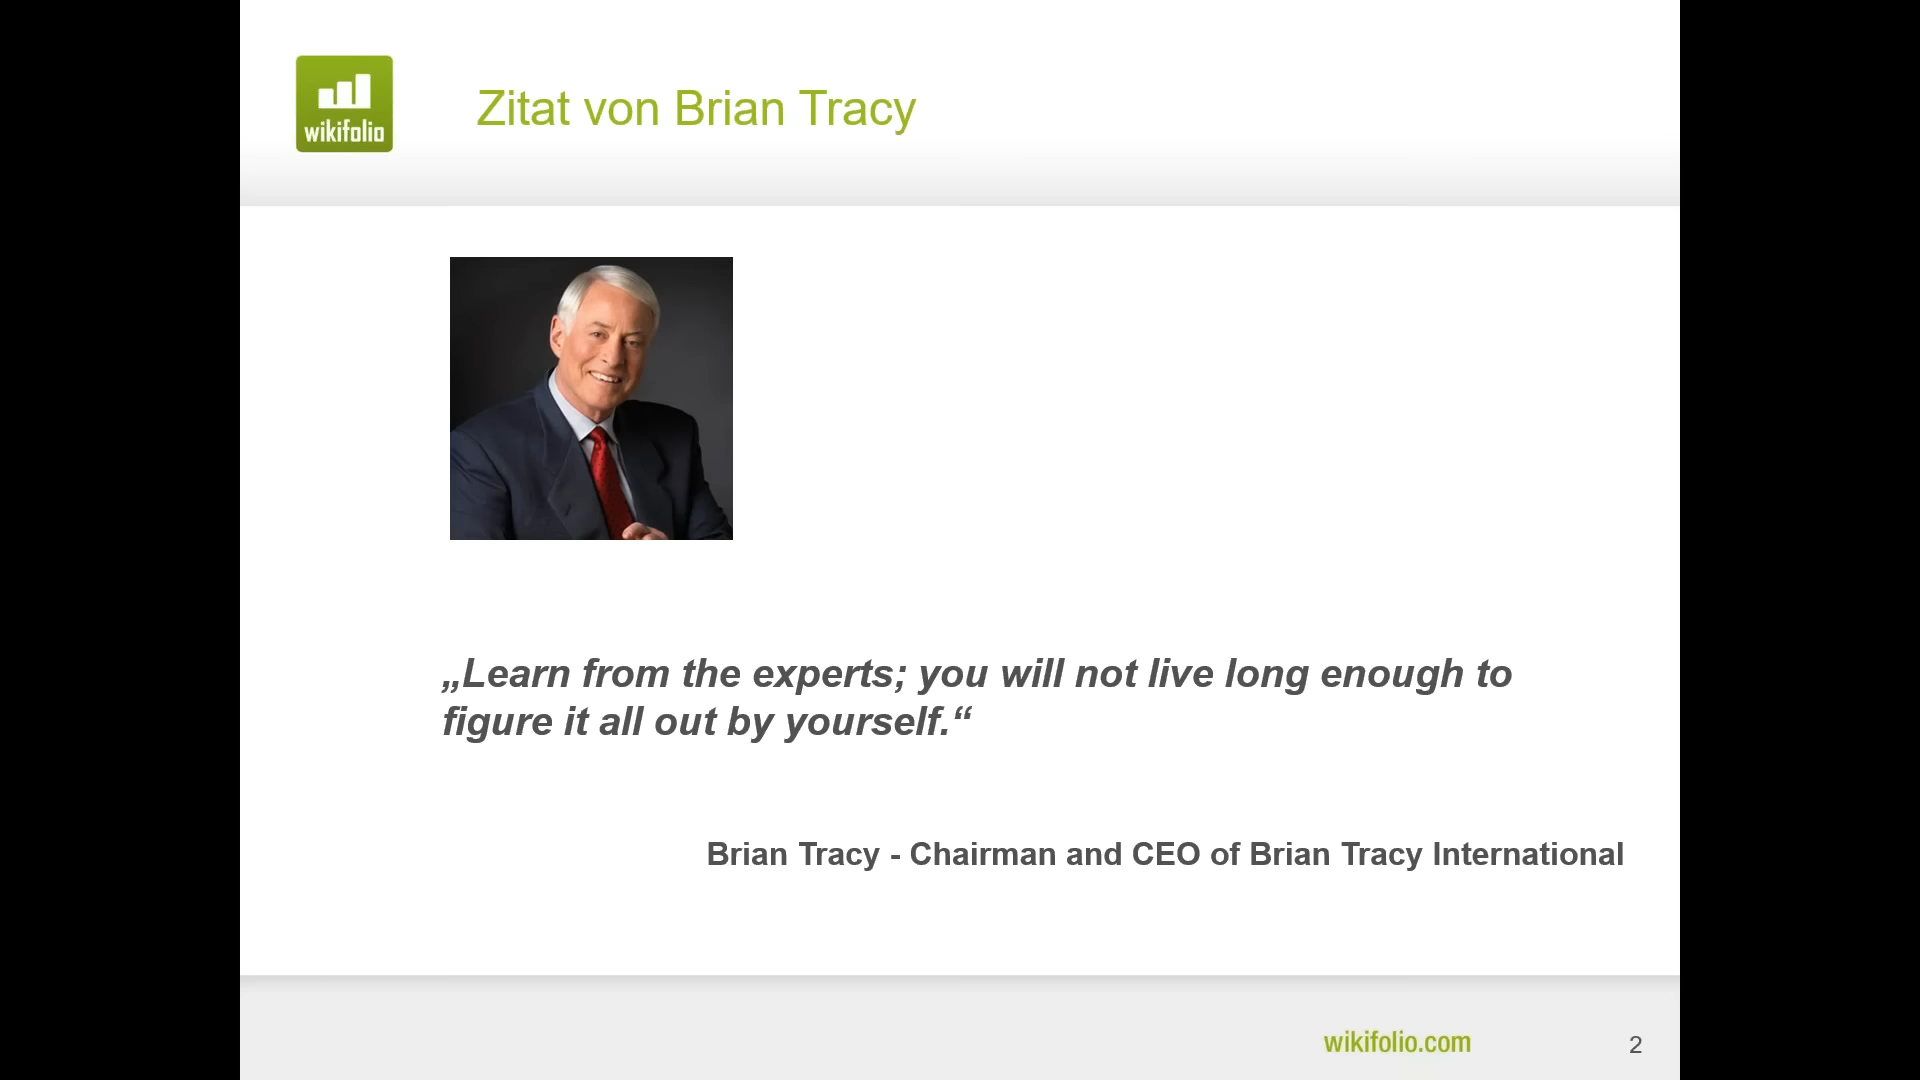 wikifolio
Zitat von Brian Tracy
„Learn from the experts; you will not live long enough to
figure it all out by yourself.“
Brian Tracy - Chairman and CEO of Brian Tracy International
wikifolio.com
2